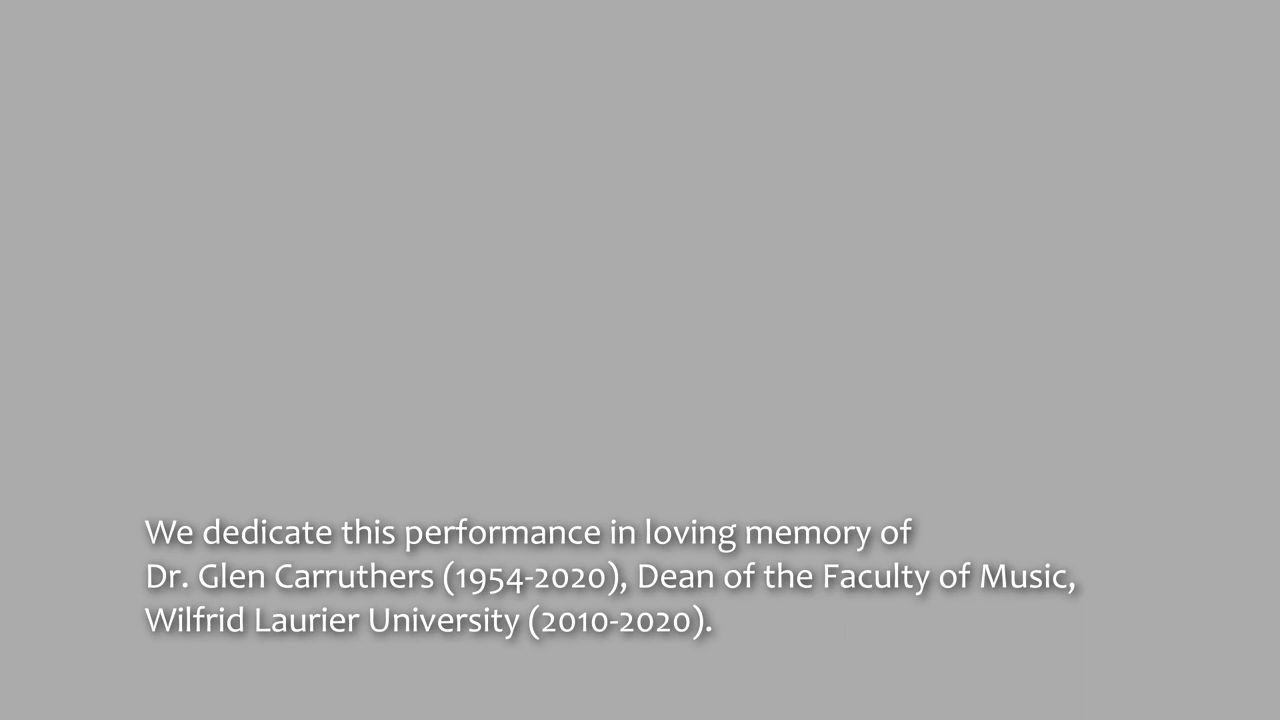 We dedicate this performance in loving memory of
Dr. Glen Carruthers (1954-2020), Dean of the Faculty of Music,
Wilfrid Laurier University (2010-2020).